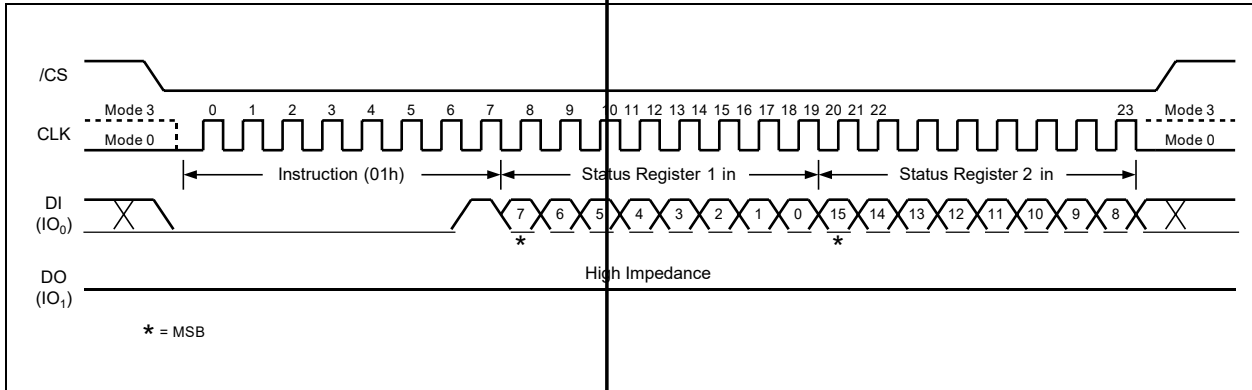 /CS
Mode 3 0 1 2 3 4 5 6 7 8 9 10 11 12 13 14 15 16 17 18 19 20 21 22 23 Mode 3
CLK
Mode 0 Mode 0
Instruction (01h) Status Register 1 in Status Register 2 in
DI
(IO₀)
7 6 5 4 3 2 1 0 15 14 13 12 11 10 9 8
* *
High Impedance
DO
(IO₁)
* = MSB